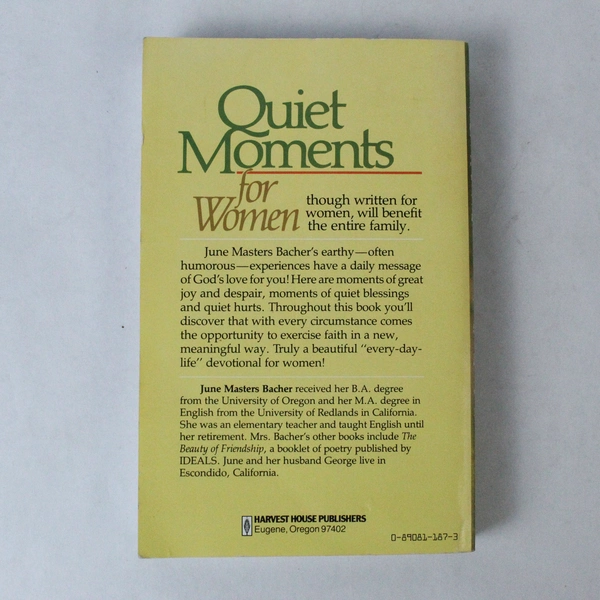 Quiet
Moments
for
Women
though written for
women, will benefit
the entire family.
June Masters Bacher's earthy—often
humorous—experiences have a daily message
of God's love for you! Here are moments of great
joy and despair, moments of quiet blessings
and quiet hurts. Throughout this book you'll
discover that with every circumstance comes
the opportunity to exercise faith in a new,
meaningful way. Truly a beautiful "every-day-
life" devotional for women!
June Masters Bacher received her B.A. degree
from the University of Oregon and her M.A. degree in
English from the University of Redlands in California.
She was an elementary teacher and taught English until
her retirement. Mrs. Bacher's other books include The
Beauty of Friendship, a booklet of poetry published by
IDEALS. June and her husband George live in
Escondido, California.
HARVEST HOUSE PUBLISHERS
Eugene, Oregon 97402
0-89081-187-3